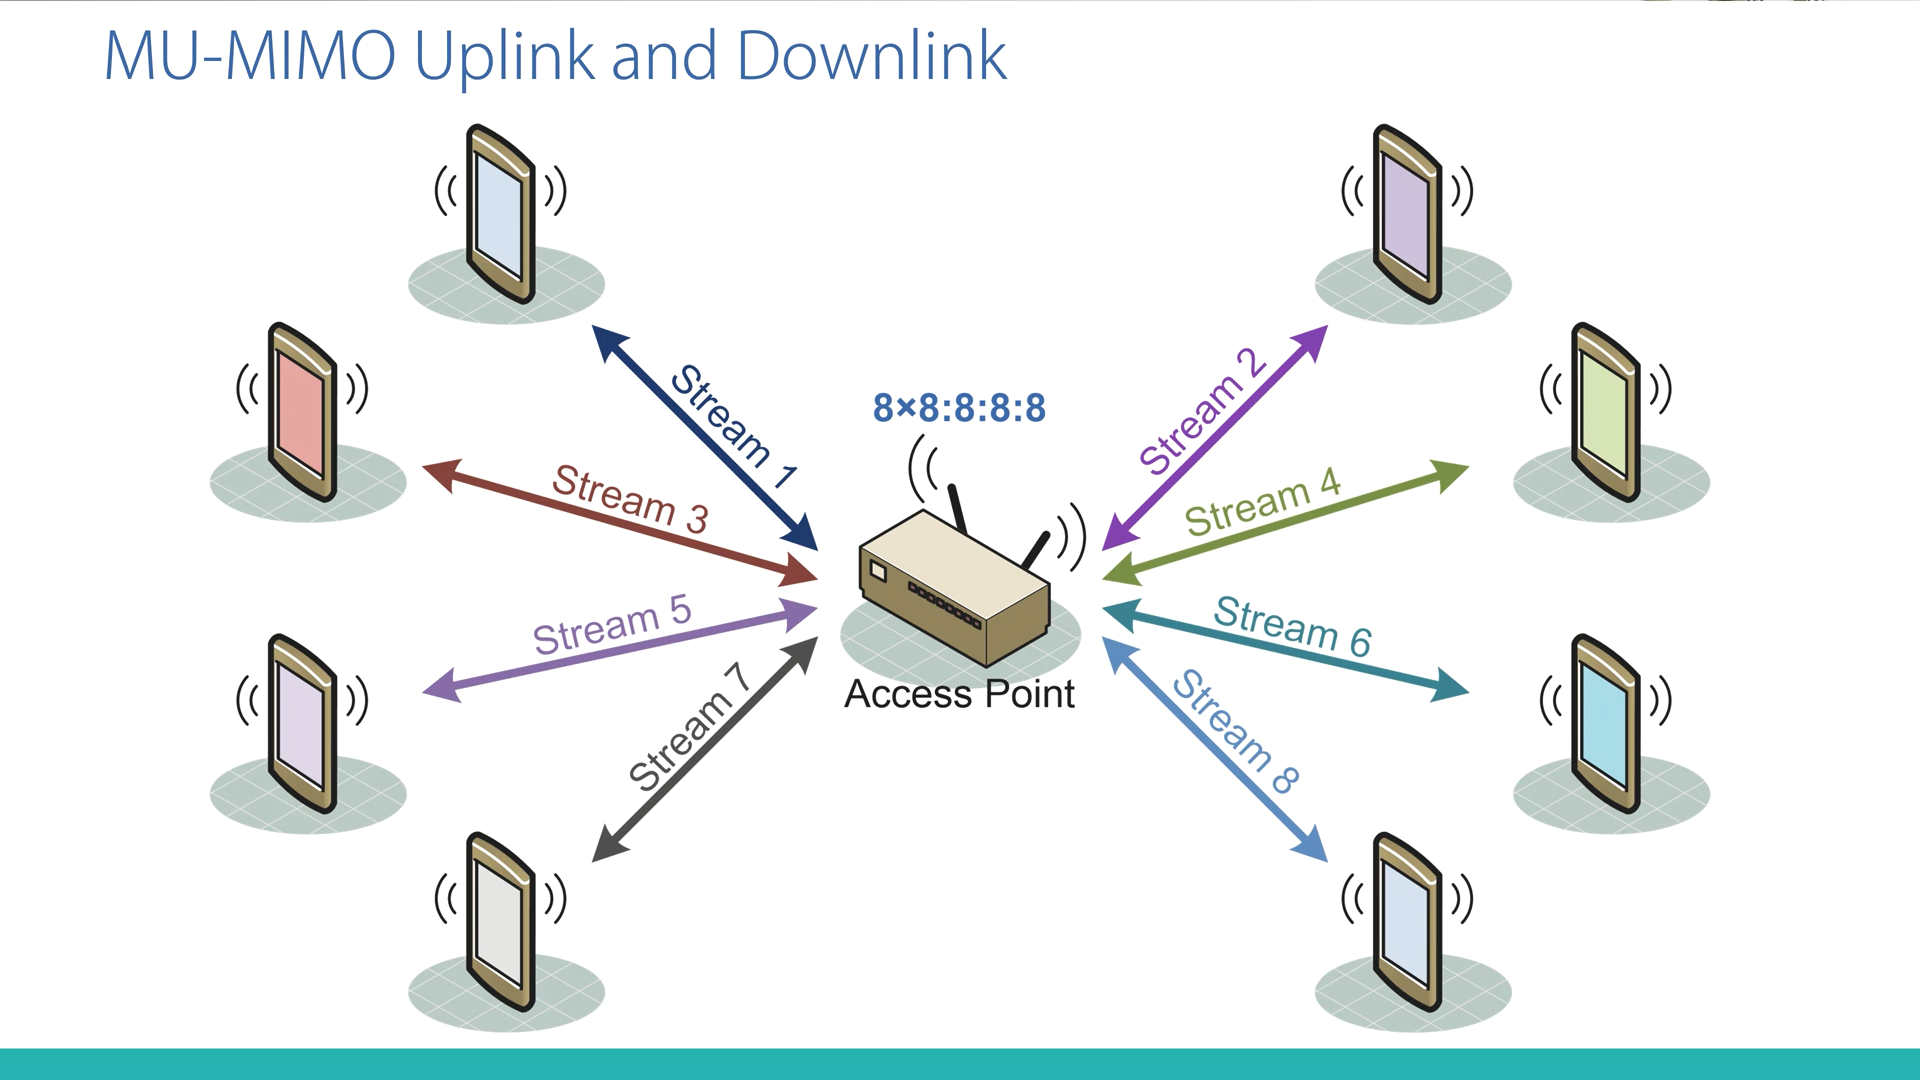 MU-MIMO Uplink and Downlink
Stream 1
Stream 2
8×8:8:8:8
Stream 3
Stream 4
Stream 5
Stream 6
Access Point
Stream 7
Stream 8